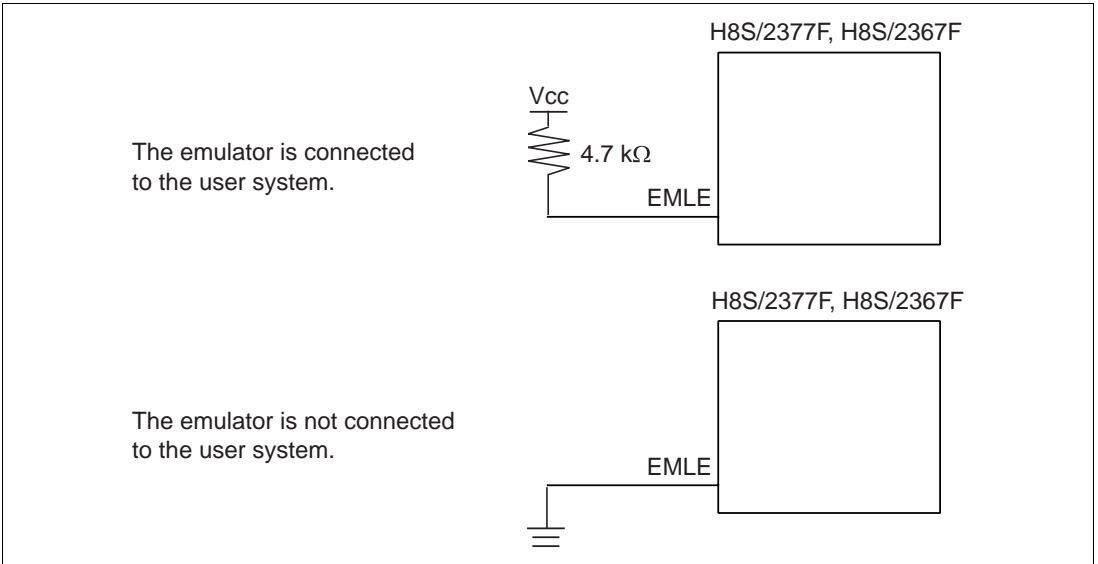 H8S/2377F, H8S/2367F
Vcc
The emulator is connected
to the user system.
4.7 kΩ
EMLE
H8S/2377F, H8S/2367F
The emulator is not connected
to the user system.
EMLE